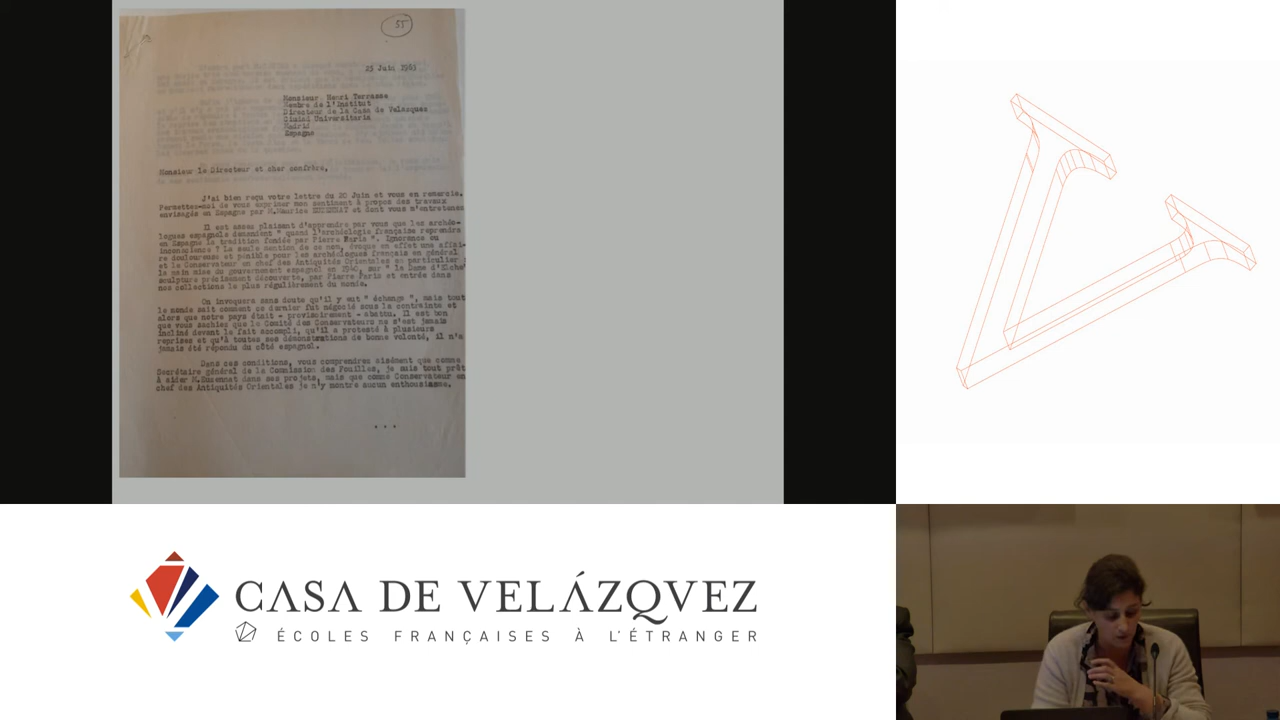 55
25 Juin 1963
Monsieur Henri Terrasse
Membre de l'Institut
Directeur de la Casa de Velazquez
Ciudad Universitaria
Madrid
Espagne
Monsieur le Directeur et cher confrère,
J'ai bien reçu votre lettre du 20 Juin et vous en remercie.
Permettez-moi de vous exprimer mon sentiment à propos des travaux
envisagés en Espagne par M.Maurice EUZENNAT et dont vous m'entretenez
Il est assez plaisant d'apprendre par vous que les archéo-
logues espagnols demandent " quand l'archéologie française reprendra
en Espagne la tradition fondée par Pierre Paris ". Ignorance ou
inconscience ? La seule mention de ce nom, évoque en effet une affai-
re douloureuse et pénible pour les archéologues français en général
et le Conservateur en chef des Antiquités Orientales en particulier :
la main mise du gouvernement espagnol en 1940, sur " la Dame d'Elche"
sculpture précisément découverte, par Pierre Paris et entrée dans
nos collections le plus régulièrement du monde.
On invoquera sans doute qu'il y eut " échange ", mais tout
le monde sait comment ce dernier fut négocié sous la contrainte et
alors que notre pays était - provisoirement - abattu. Il est bon
que vous sachiez que le Comité des Conservateurs ne s'est jamais
incliné devant le fait accompli, qu'il a protesté à plusieurs
reprises et qu'à toutes ses démonstrations de bonne volonté, il n'a
jamais été répondu du côté espagnol.
Dans ces conditions, vous comprendrez aisément que comme
Secrétaire général de la Commission des Fouilles, je suis tout prêt
à aider M.Euzennat dans ses projets, mais que comme Conservateur en
chef des Antiquités Orientales je n'y montre aucun enthousiasme.
...
CASA DE VELÁZQVEZ
ÉCOLES FRANÇAISES À L'ÉTRANGER